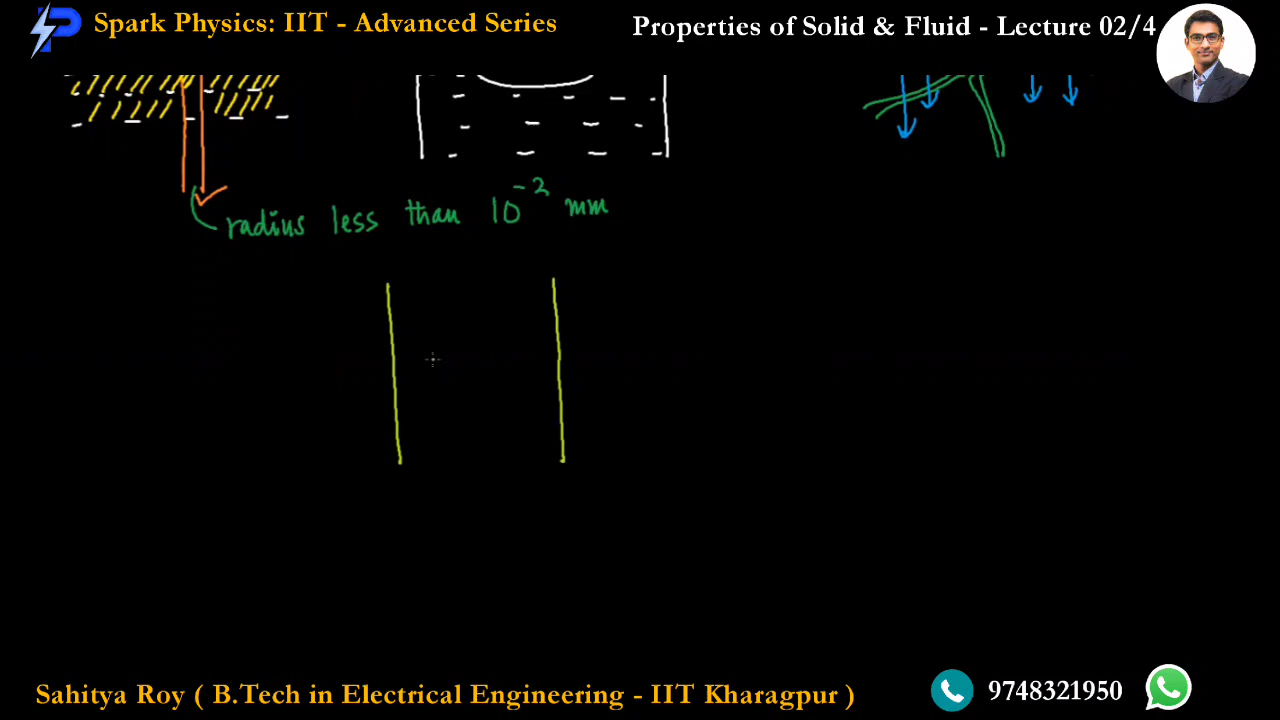 Spark Physics: IIT - Advanced Series
Properties of Solid & Fluid - Lecture 02/4
radius less than 10⁻² mm
Sahitya Roy ( B.Tech in Electrical Engineering - IIT Kharagpur )
9748321950